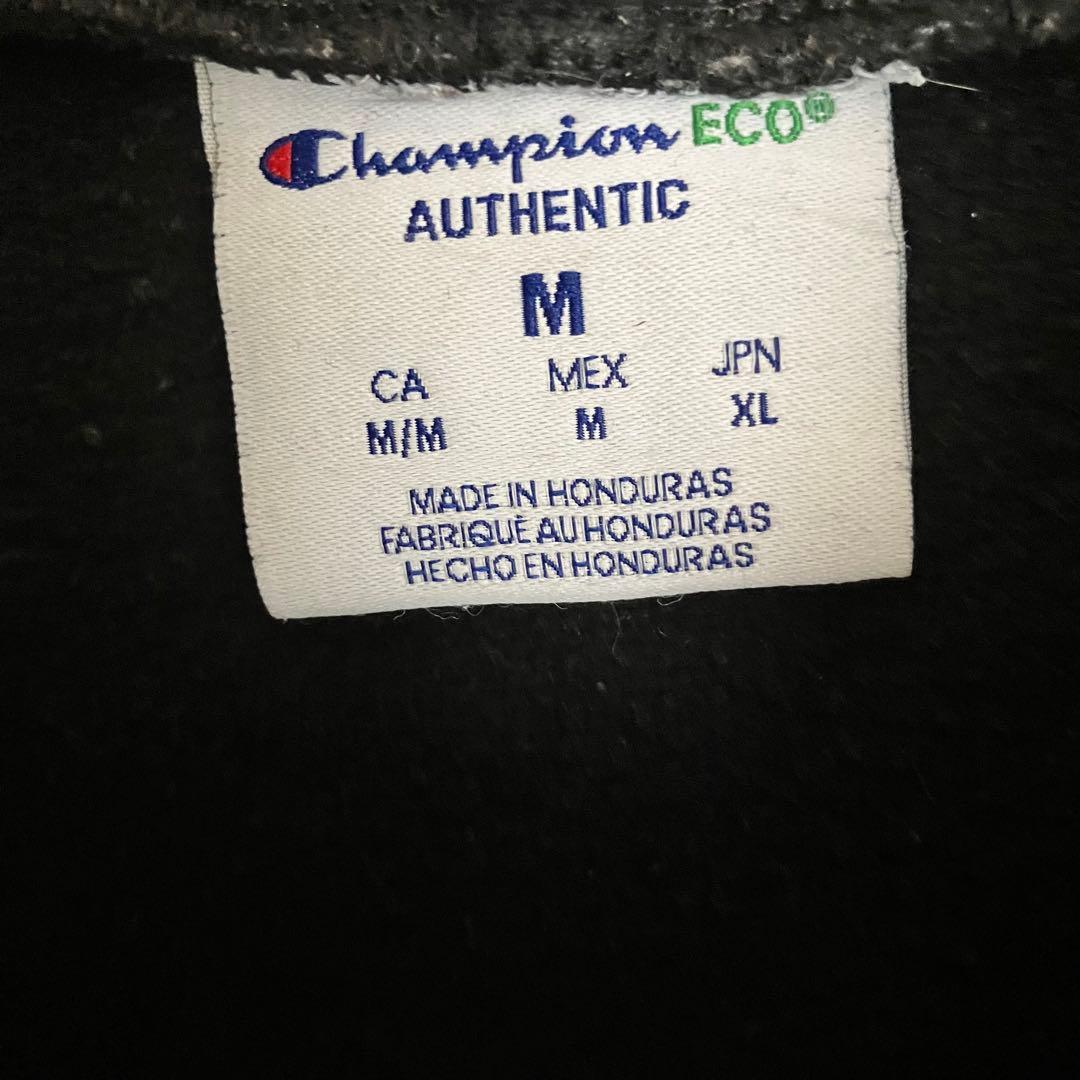 Champion ECO®
AUTHENTIC
M
CA MEX JPN
M/M M XL
MADE IN HONDURAS
FABRIQUÉ AU HONDURAS
HECHO EN HONDURAS